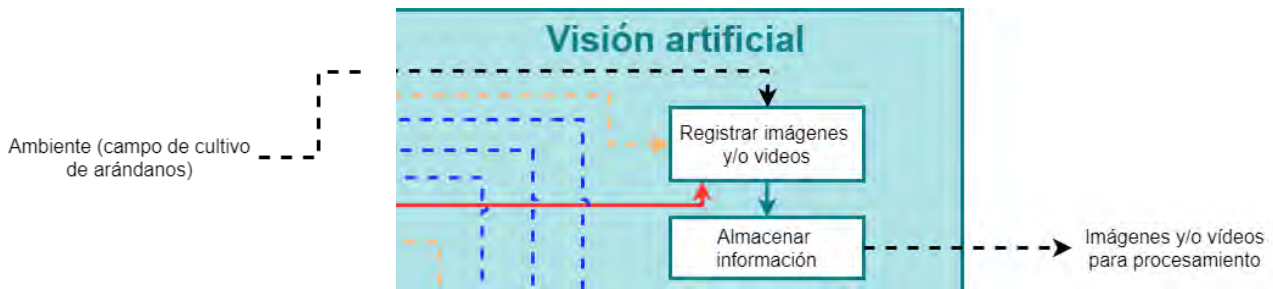 Visión artificial
Ambiente (campo de cultivo
de arándanos)
Registrar imágenes
y/o videos
Almacenar
información
Imágenes y/o vídeos
para procesamiento